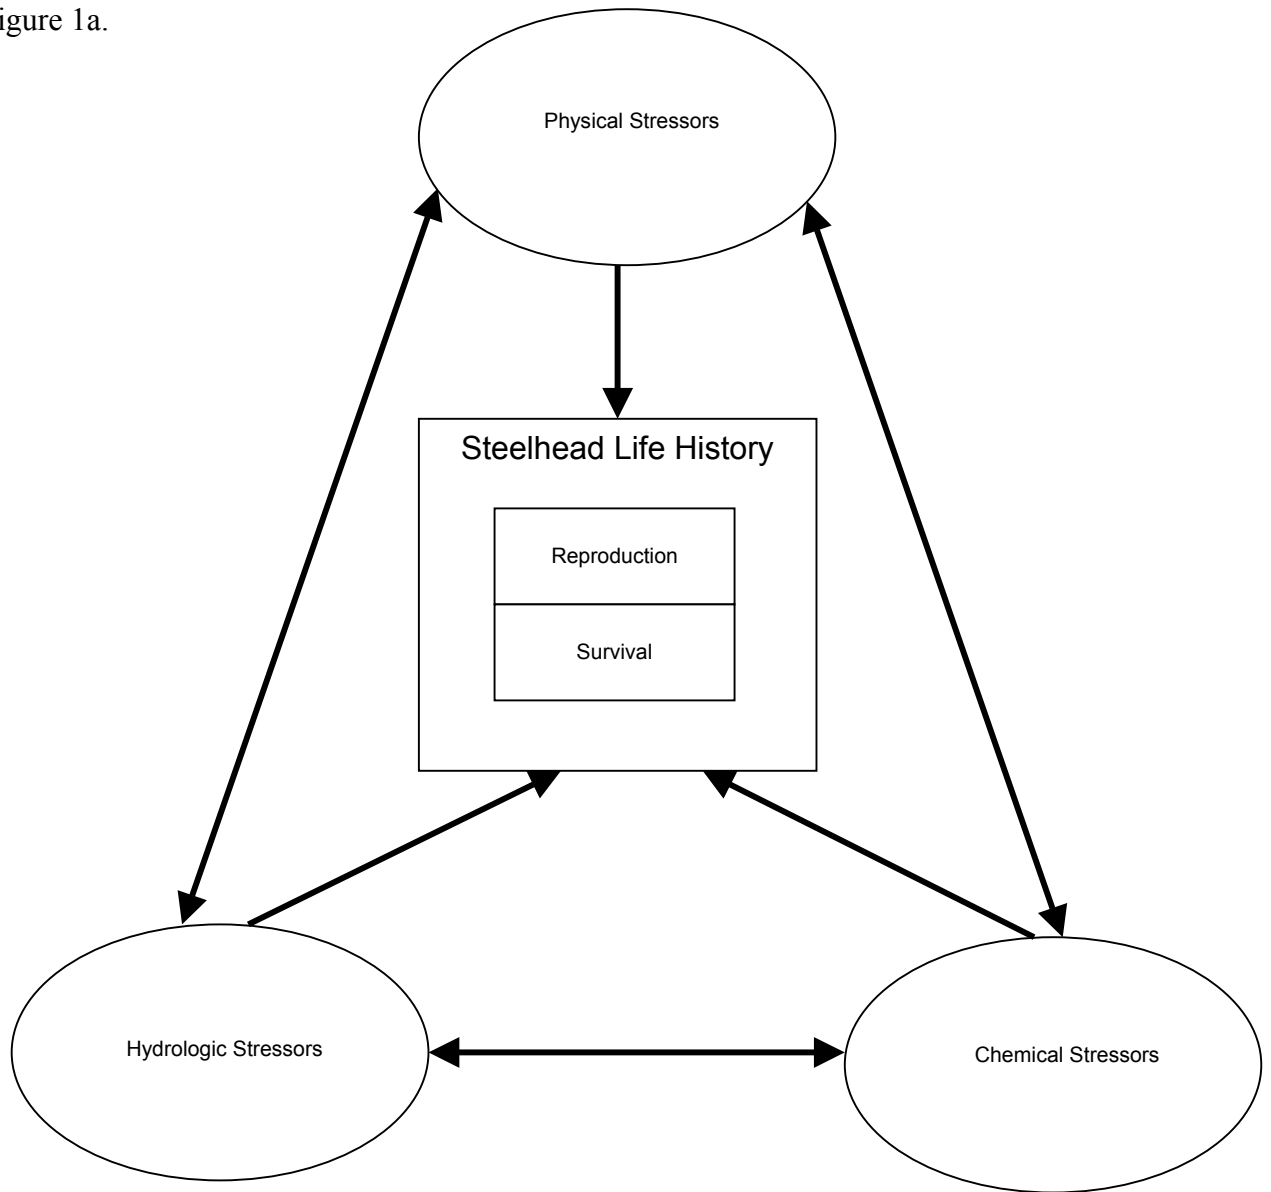 igure 1a.
Physical Stressors
Steelhead Life History
Reproduction
Survival
Hydrologic Stressors
Chemical Stressors